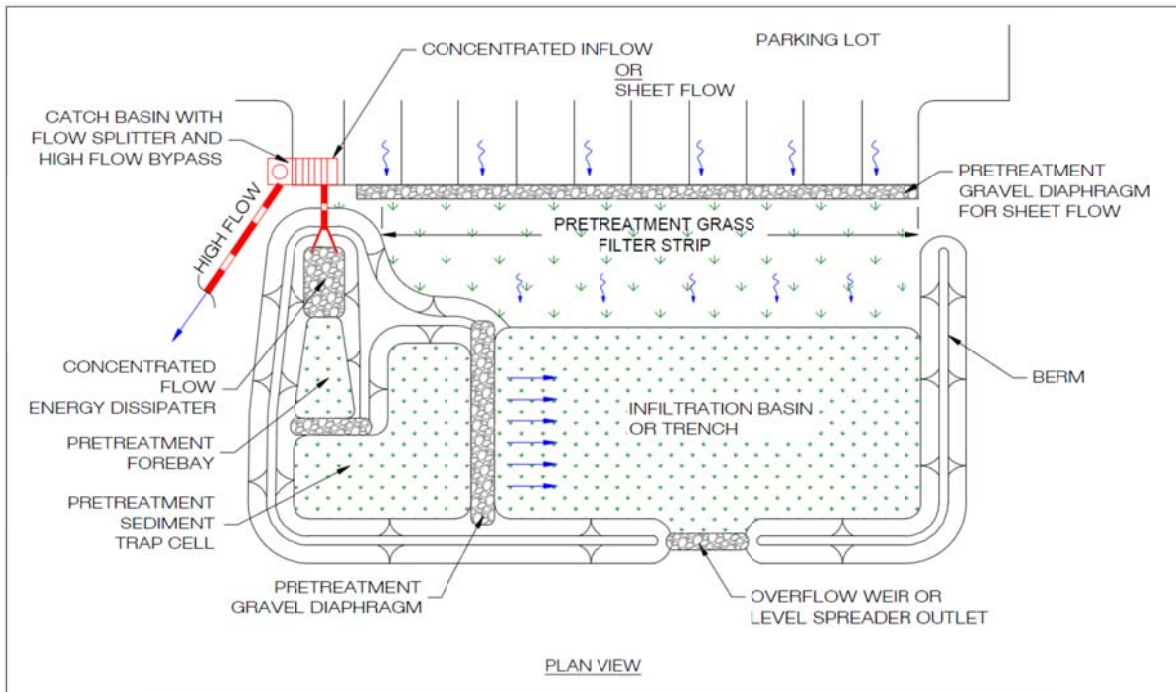 PARKING LOT
CONCENTRATED INFLOW
OR
SHEET FLOW
CATCH BASIN WITH
FLOW SPLITTER AND
HIGH FLOW BYPASS
PRETREATMENT
GRAVEL DIAPHRAGM
FOR SHEET FLOW
HIGH FLOW
PRETREATMENT GRASS
FILTER STRIP
CONCENTRATED
FLOW
ENERGY DISSIPATER
BERM
INFILTRATION BASIN
OR TRENCH
PRETREATMENT
FOREBAY
PRETREATMENT
SEDIMENT
TRAP CELL
PRETREATMENT
GRAVEL DIAPHRAGM
OVERFLOW WEIR OR
LEVEL SPREADER OUTLET
PLAN VIEW